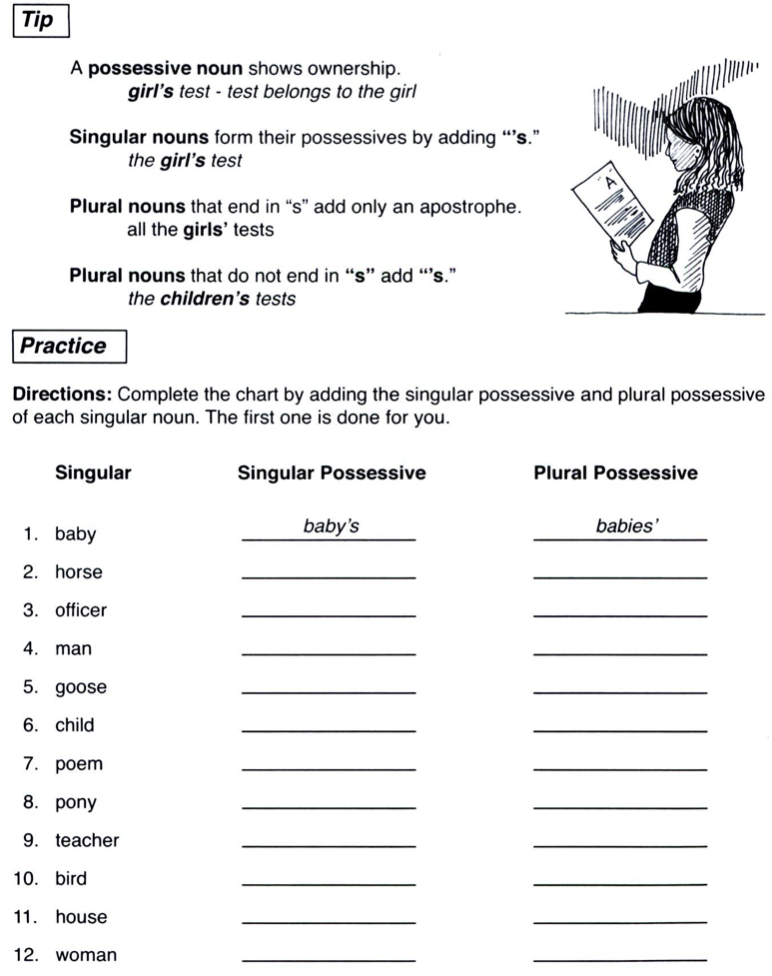 Tip
A possessive noun shows ownership.
girl's test - test belongs to the girl
Singular nouns form their possessives by adding “'s.”
the girl's test
Plural nouns that end in “s” add only an apostrophe.
all the girls' tests
Plural nouns that do not end in “s” add “'s.”
the children's tests
A
Practice
Directions: Complete the chart by adding the singular possessive and plural possessive
of each singular noun. The first one is done for you.
Singular Singular Possessive Plural Possessive
1. baby baby's babies'
2. horse
3. officer
4. man
5. goose
6. child
7. poem
8. pony
9. teacher
10. bird
11. house
12. woman